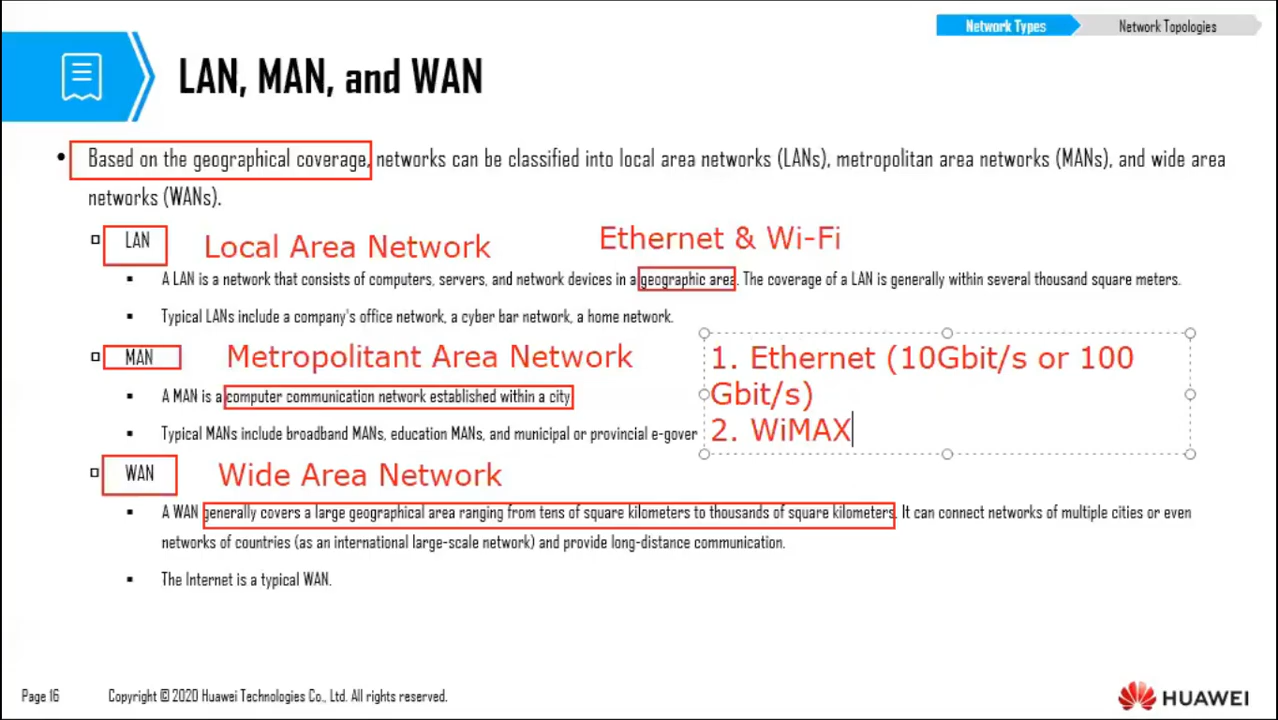 Network Types
Network Topologies
LAN, MAN, and WAN
• Based on the geographical coverage, networks can be classified into local area networks (LANs), metropolitan area networks (MANs), and wide area
networks (WANs).
LAN
Local Area Network
Ethernet & Wi-Fi
▪ A LAN is a network that consists of computers, servers, and network devices in a geographic area. The coverage of a LAN is generally within several thousand square meters.
▪ Typical LANs include a company's office network, a cyber bar network, a home network.
MAN
Metropolitant Area Network
1. Ethernet (10Gbit/s or 100
Gbit/s)
2. WiMAX
▪ A MAN is a computer communication network established within a city
▪ Typical MANs include broadband MANs, education MANs, and municipal or provincial e-gover
WAN
Wide Area Network
▪ A WAN generally covers a large geographical area ranging from tens of square kilometers to thousands of square kilometers. It can connect networks of multiple cities or even
networks of countries (as an international large-scale network) and provide long-distance communication.
▪ The Internet is a typical WAN.
Page 16
Copyright © 2020 Huawei Technologies Co., Ltd. All rights reserved.
HUAWEI